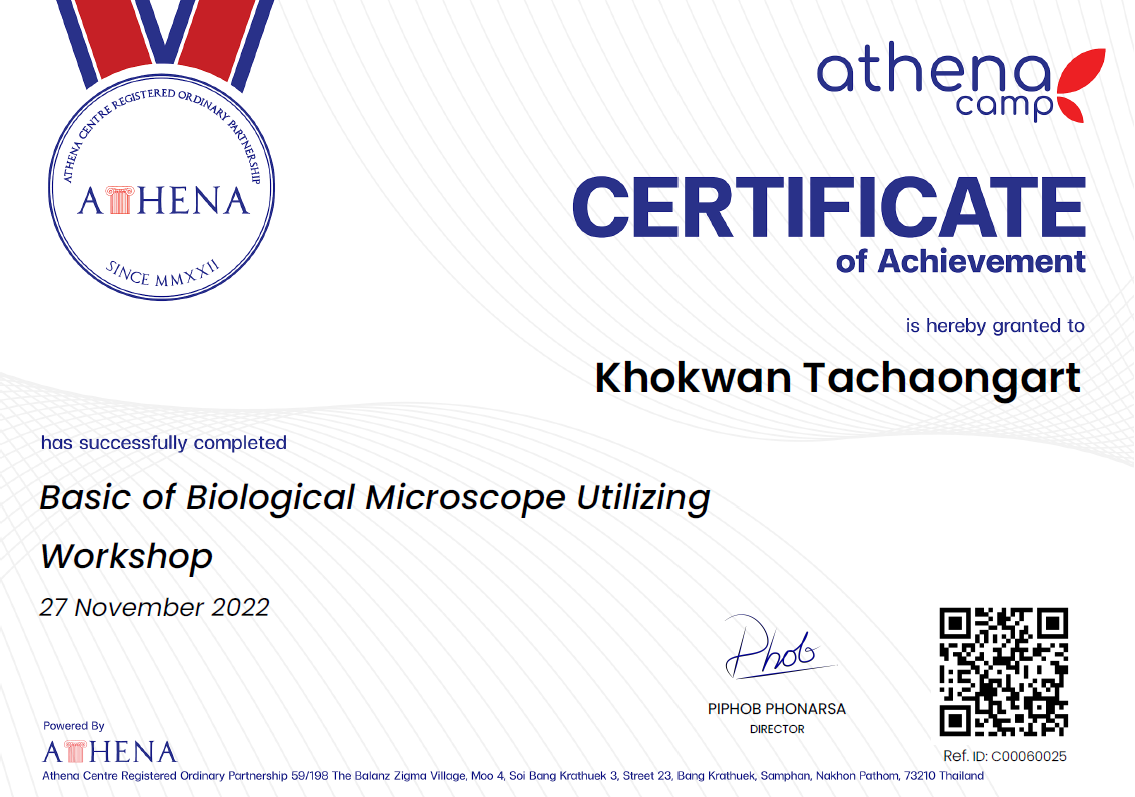 ATHENA CENTRE REGISTERED ORDINARY PARTNERSHIP
ATHENA
SINCE MMXXII
athena
camp
CERTIFICATE
of Achievement
is hereby granted to
Khokwan Tachaongart
has successfully completed
Basic of Biological Microscope Utilizing
Workshop
27 November 2022
Phob
PIPHOB PHONARSA
DIRECTOR
Ref. ID: C00060025
Powered By
ATHENA
Athena Centre Registered Ordinary Partnership 59/198 The Balanz Zigma Village, Moo 4, Soi Bang Krathuek 3, Street 23, Bang Krathuek, Samphan, Nakhon Pathom, 73210 Thailand